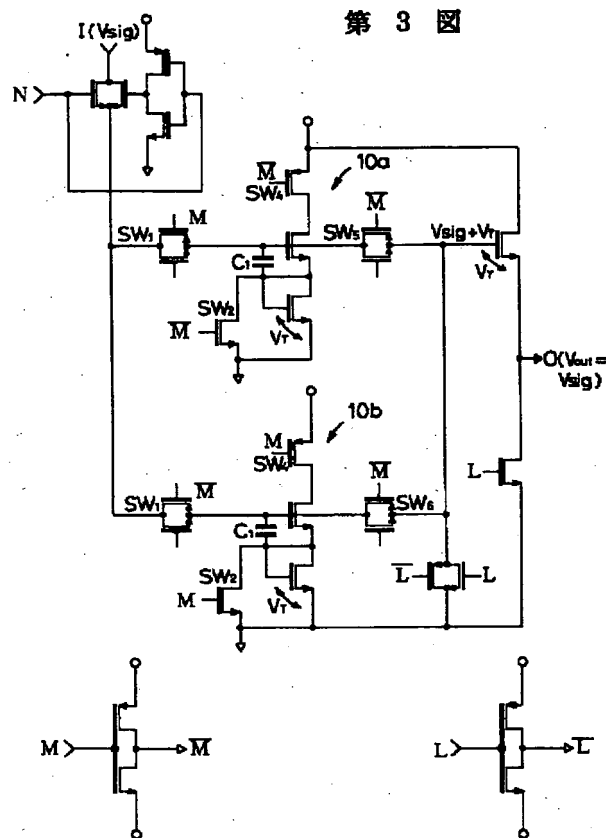 第 3 図
I(Vsig)
N
M̅
SW4
10a
M
M̅
SW1
SW5
Vsig+VT
VT
C1
SW2
M̅
VT
O(Vout=
Vsig)
10b
M
SW4
M̅
M̅
L
SW1
SW6
C1
SW2
L̅
L
M
VT
M
M̅
L
L̅